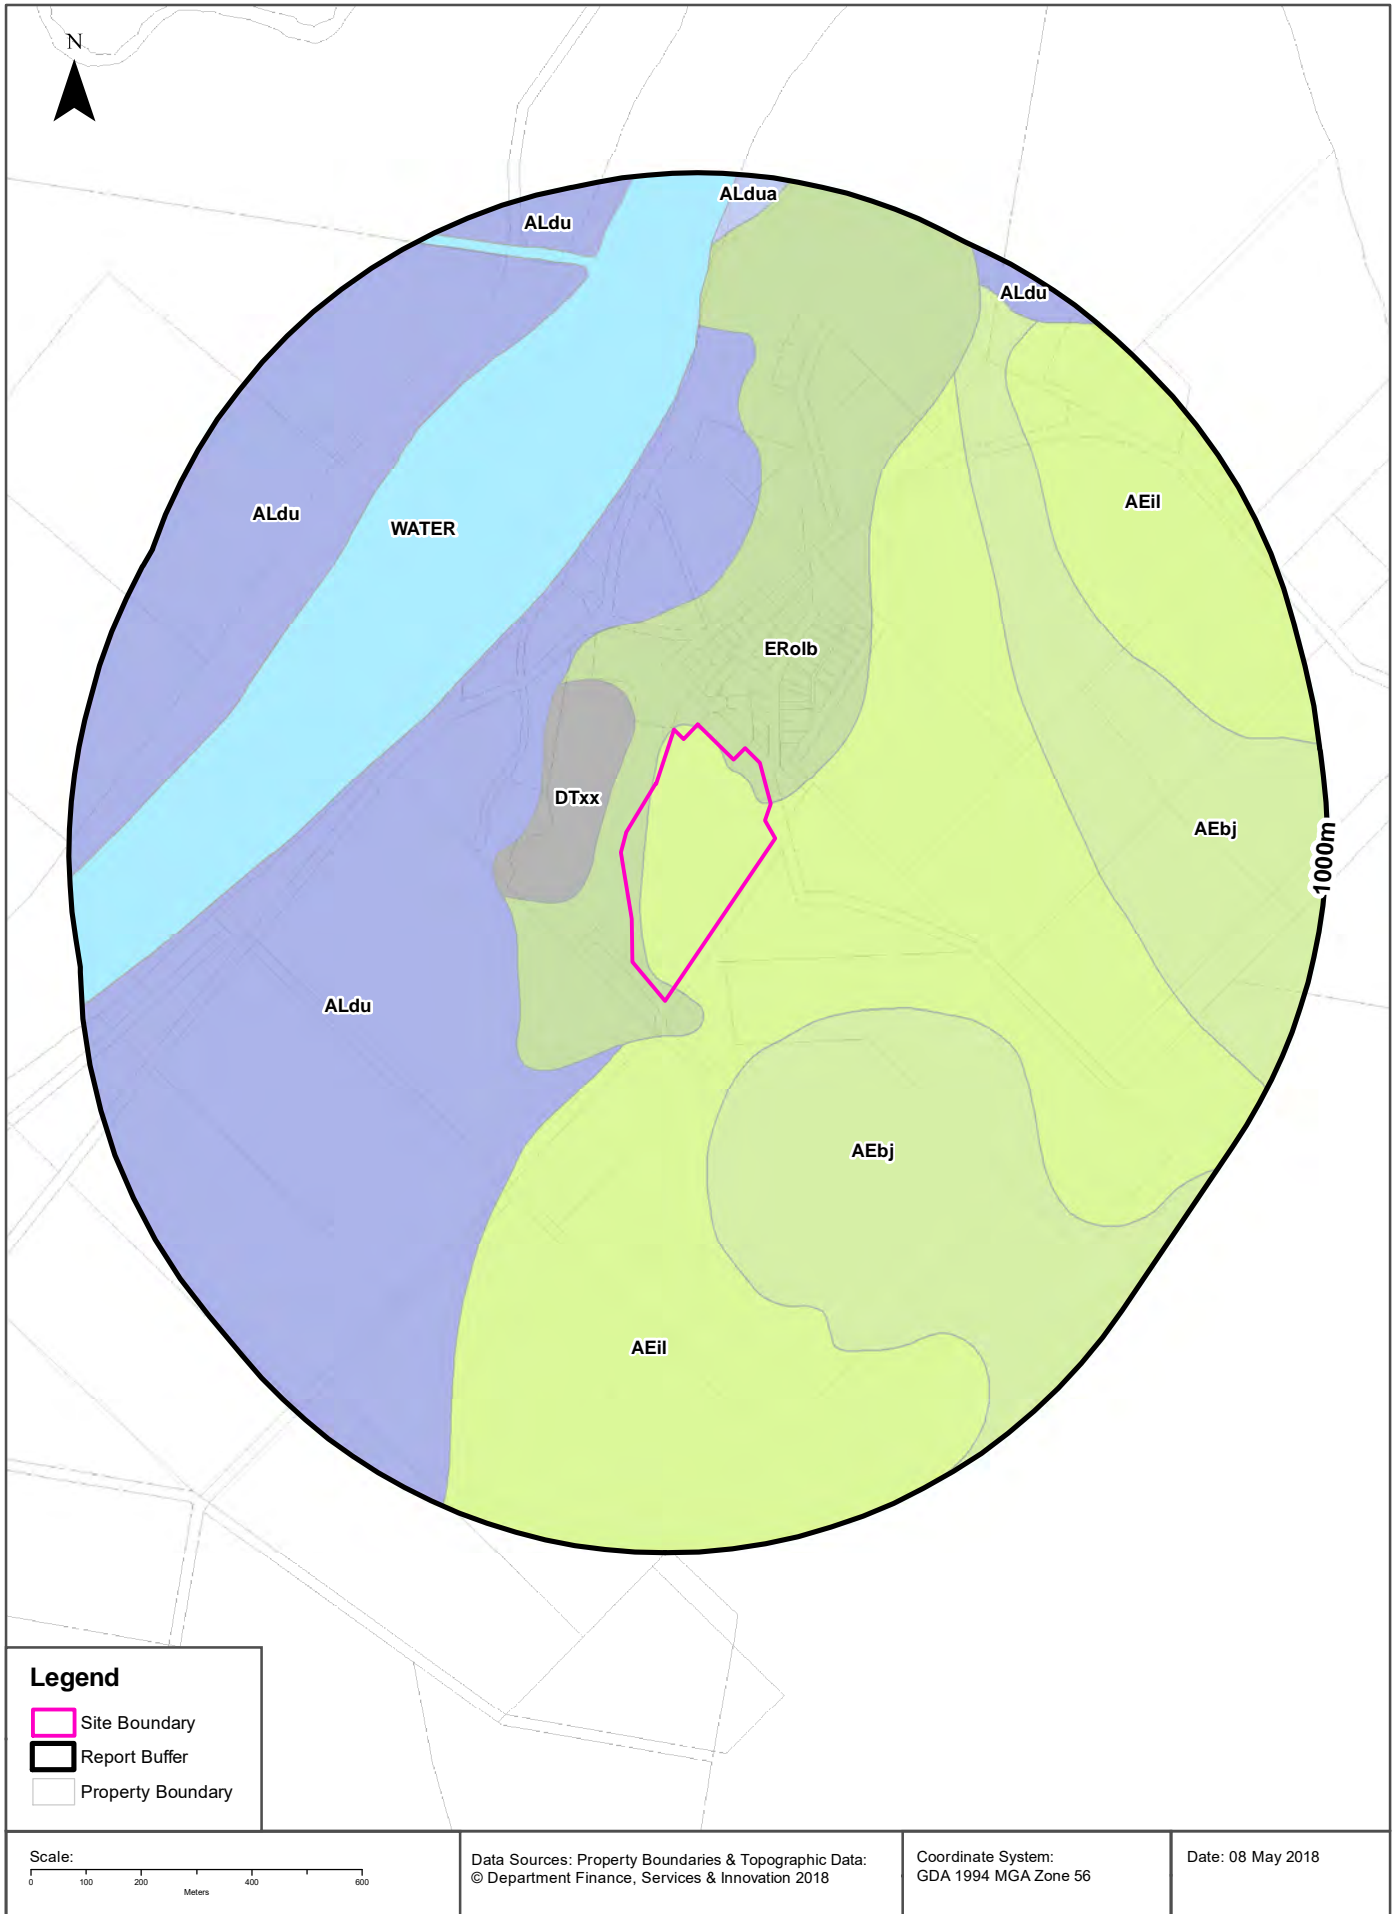 N
ALdua
ALdu
ALdu
AEil
ALdu
WATER
ERolb
DTxx
AEbj
1000m
ALdu
AEbj
AEil
Legend
Site Boundary
Report Buffer
Property Boundary
Scale:
0 100 200 400 600
Meters
Data Sources: Property Boundaries & Topographic Data:
© Department Finance, Services & Innovation 2018
Coordinate System:
GDA 1994 MGA Zone 56
Date: 08 May 2018